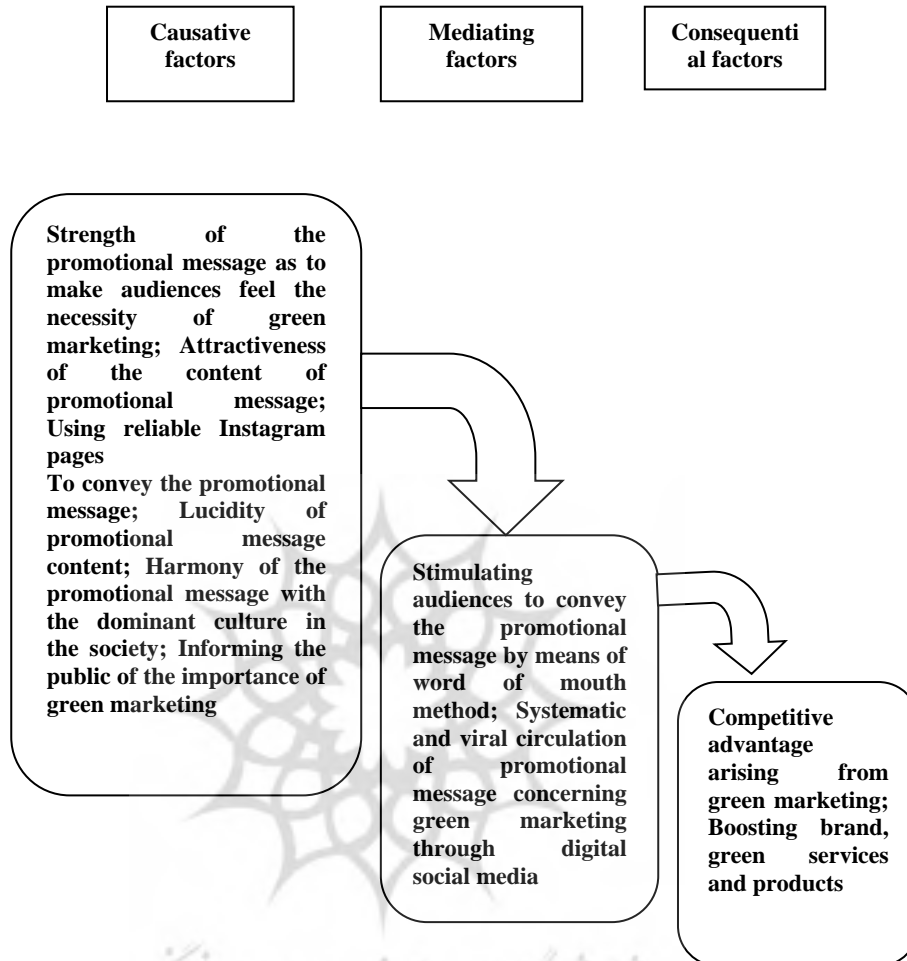 Causative
factors
Mediating
factors
Consequenti
al factors
Strength of the
promotional message as to
make audiences feel the
necessity of green
marketing; Attractiveness
of the content of
promotional message;
Using reliable Instagram
pages
To convey the promotional
message; Lucidity of
promotional message
content; Harmony of the
promotional message with
the dominant culture in
the society; Informing the
public of the importance of
green marketing
Stimulating
audiences to convey
the promotional
message by means of
word of mouth
method; Systematic
and viral circulation
of promotional
message concerning
green marketing
through digital
social media
Competitive
advantage
arising from
green marketing;
Boosting brand,
green services
and products